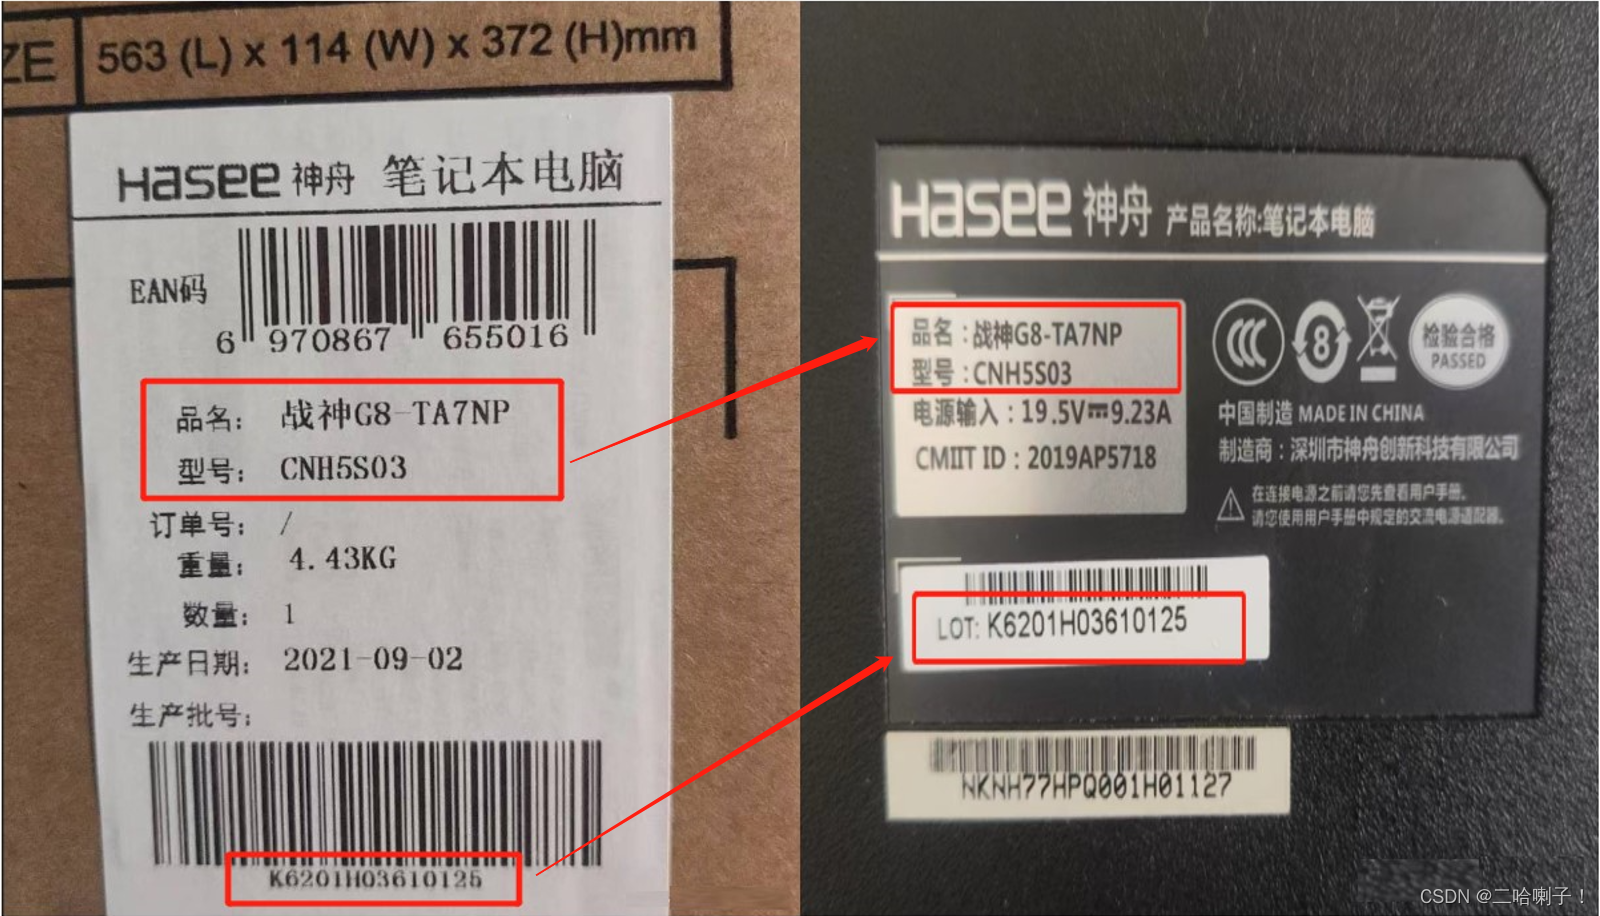 ZE 563 (L) x 114 (W) x 372 (H)mm
Hasee 神舟 笔记本电脑
EAN码
6 970867 655016
品名: 战神G8-TA7NP
型号: CNH5S03
订单号: /
重量: 4.43KG
数量: 1
生产日期: 2021-09-02
生产批号:
K6201H03610125
Hasee 神舟 产品名称:笔记本电脑
品名:战神G8-TA7NP
型号:CNH5S03
电源输入:19.5V⎓9.23A
CMIIT ID:2019AP5718
CCC
8
检验合格
PASSED
中国制造 MADE IN CHINA
制造商:深圳市神舟创新科技有限公司
在连接电源之前请您先查看用户手册。
请您使用用户手册中规定的交流电源适配器。
LOT: K6201H03610125
NKNH77HPQ001H01127
CSDN @二哈喇子!